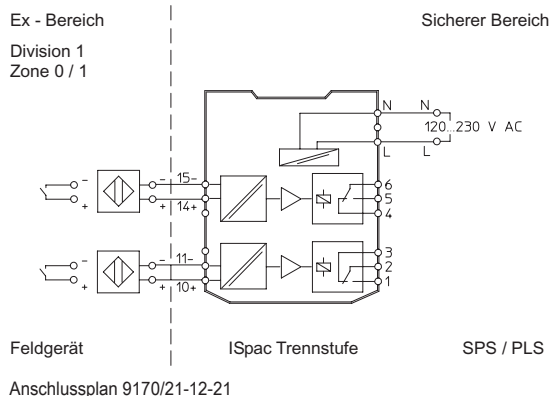 Ex - Bereich
Sicherer Bereich
Division 1
Zone 0 / 1
N
N
120...230 V AC
L
L
-
-
15-
6
5
+
+
14+
4
-
-
11-
3
2
+
+
10+
1
Feldgerät
ISpac Trennstufe
SPS / PLS
Anschlussplan 9170/21-12-21